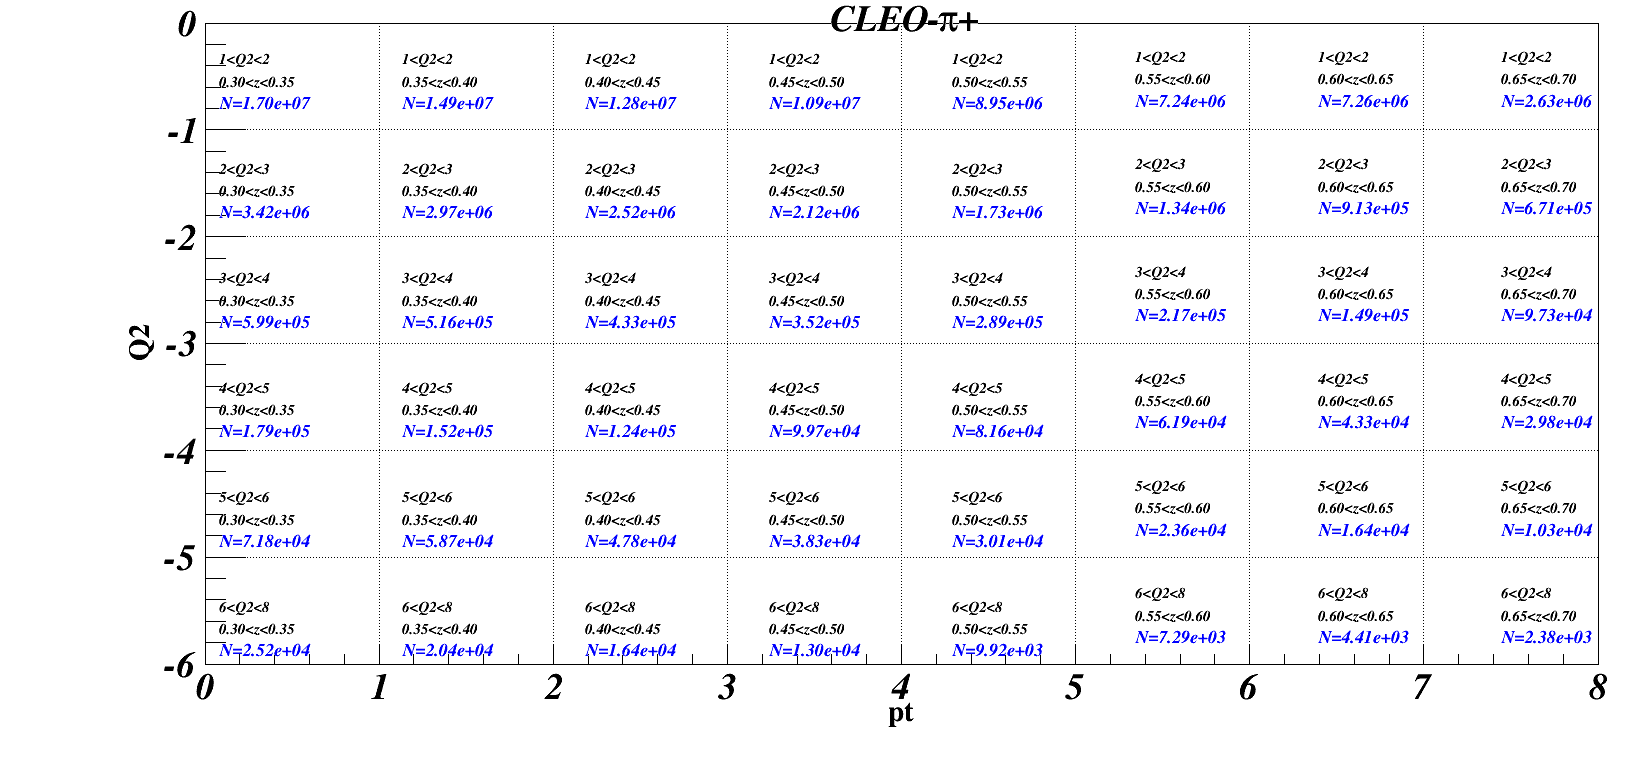 CLEO-π+
0
1<Q2<2 1<Q2<2 1<Q2<2 1<Q2<2 1<Q2<2 1<Q2<2 1<Q2<2 1<Q2<2
0.30<z<0.35 0.35<z<0.40 0.40<z<0.45 0.45<z<0.50 0.50<z<0.55 0.55<z<0.60 0.60<z<0.65 0.65<z<0.70
N=1.70e+07 N=1.49e+07 N=1.28e+07 N=1.09e+07 N=8.95e+06 N=7.24e+06 N=7.26e+06 N=2.63e+06
-1
2<Q2<3 2<Q2<3 2<Q2<3 2<Q2<3 2<Q2<3 2<Q2<3 2<Q2<3 2<Q2<3
0.30<z<0.35 0.35<z<0.40 0.40<z<0.45 0.45<z<0.50 0.50<z<0.55 0.55<z<0.60 0.60<z<0.65 0.65<z<0.70
N=3.42e+06 N=2.97e+06 N=2.52e+06 N=2.12e+06 N=1.73e+06 N=1.34e+06 N=9.13e+05 N=6.71e+05
-2
3<Q2<4 3<Q2<4 3<Q2<4 3<Q2<4 3<Q2<4 3<Q2<4 3<Q2<4 3<Q2<4
0.30<z<0.35 0.35<z<0.40 0.40<z<0.45 0.45<z<0.50 0.50<z<0.55 0.55<z<0.60 0.60<z<0.65 0.65<z<0.70
N=5.99e+05 N=5.16e+05 N=4.33e+05 N=3.52e+05 N=2.89e+05 N=2.17e+05 N=1.49e+05 N=9.73e+04
Q2
-3
4<Q2<5 4<Q2<5 4<Q2<5 4<Q2<5 4<Q2<5 4<Q2<5 4<Q2<5 4<Q2<5
0.30<z<0.35 0.35<z<0.40 0.40<z<0.45 0.45<z<0.50 0.50<z<0.55 0.55<z<0.60 0.60<z<0.65 0.65<z<0.70
N=1.79e+05 N=1.52e+05 N=1.24e+05 N=9.97e+04 N=8.16e+04 N=6.19e+04 N=4.33e+04 N=2.98e+04
-4
5<Q2<6 5<Q2<6 5<Q2<6 5<Q2<6 5<Q2<6 5<Q2<6 5<Q2<6 5<Q2<6
0.30<z<0.35 0.35<z<0.40 0.40<z<0.45 0.45<z<0.50 0.50<z<0.55 0.55<z<0.60 0.60<z<0.65 0.65<z<0.70
N=7.18e+04 N=5.87e+04 N=4.78e+04 N=3.83e+04 N=3.01e+04 N=2.36e+04 N=1.64e+04 N=1.03e+04
-5
6<Q2<8 6<Q2<8 6<Q2<8 6<Q2<8 6<Q2<8 6<Q2<8 6<Q2<8 6<Q2<8
0.30<z<0.35 0.35<z<0.40 0.40<z<0.45 0.45<z<0.50 0.50<z<0.55 0.55<z<0.60 0.60<z<0.65 0.65<z<0.70
N=2.52e+04 N=2.04e+04 N=1.64e+04 N=1.30e+04 N=9.92e+03 N=7.29e+03 N=4.41e+03 N=2.38e+03
-6
0 1 2 3 4 5 6 7 8
pt